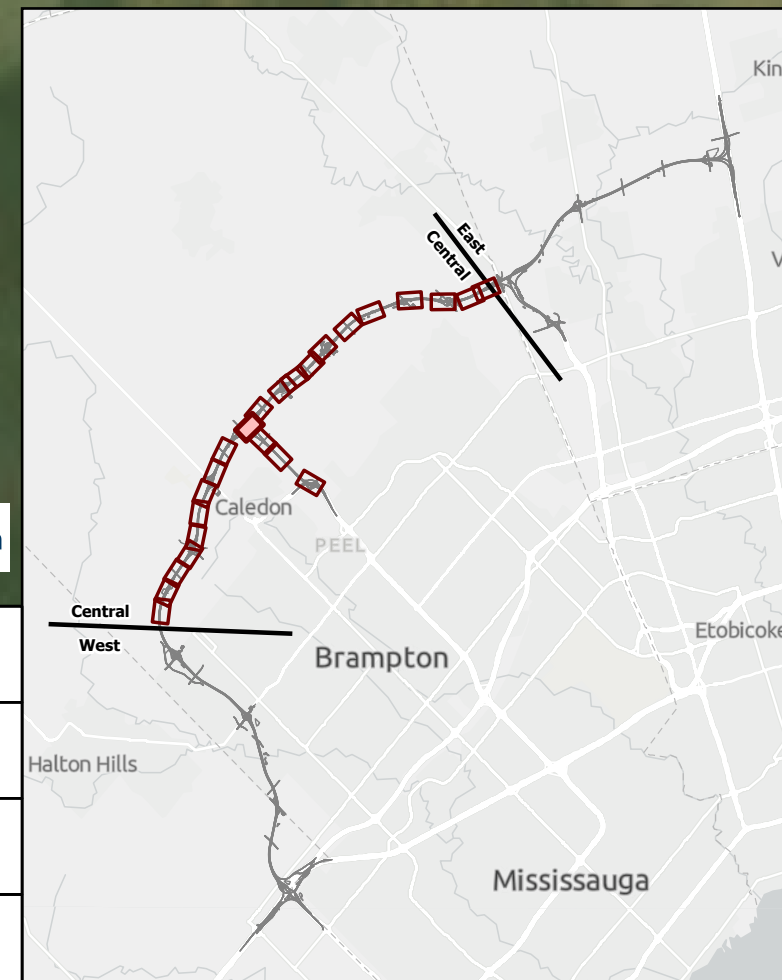 Kin
East
Central
V
Caledon
PEEL
Central
West
Etobicoke
Brampton
Halton Hills
Mississauga